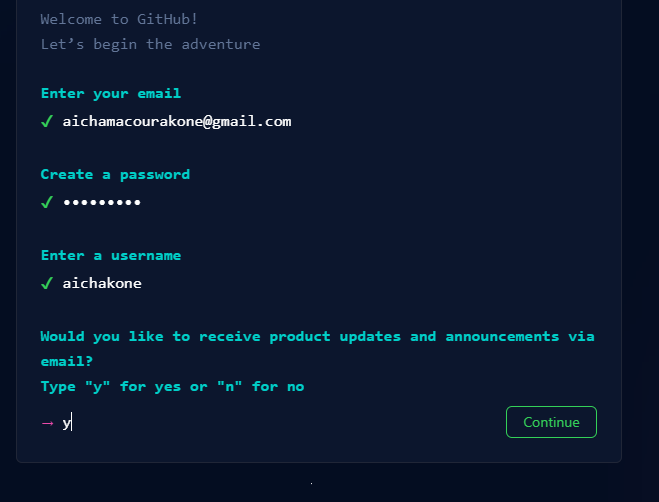 Welcome to GitHub!
Let’s begin the adventure
Enter your email
✓ aichamacourakone@gmail.com
Create a password
✓ •••••••••
Enter a username
✓ aichakone
Would you like to receive product updates and announcements via
email?
Type "y" for yes or "n" for no
→ y
Continue